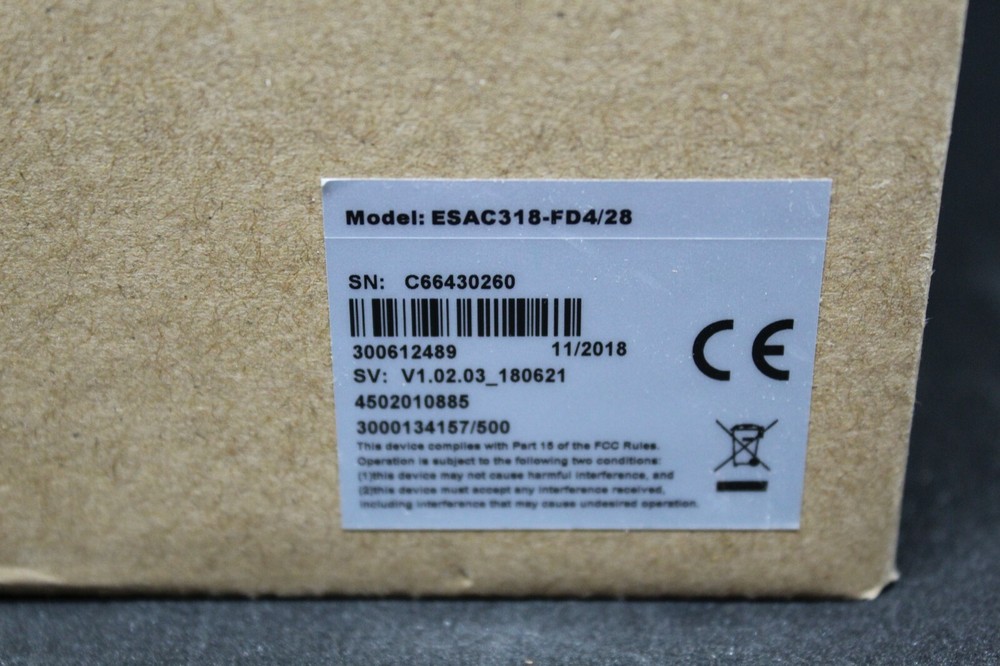 Model: ESAC318-FD4/28
SN: C66430260
300612489 11/2018
SV: V1.02.03_180621
4502010885
3000134157/500
This device complies with Part 15 of the FCC Rules.
Operation is subject to the following two conditions:
(1)this device may not cause harmful interference, and
(2)this device must accept any interference received,
including interference that may cause undesired operation.
CE